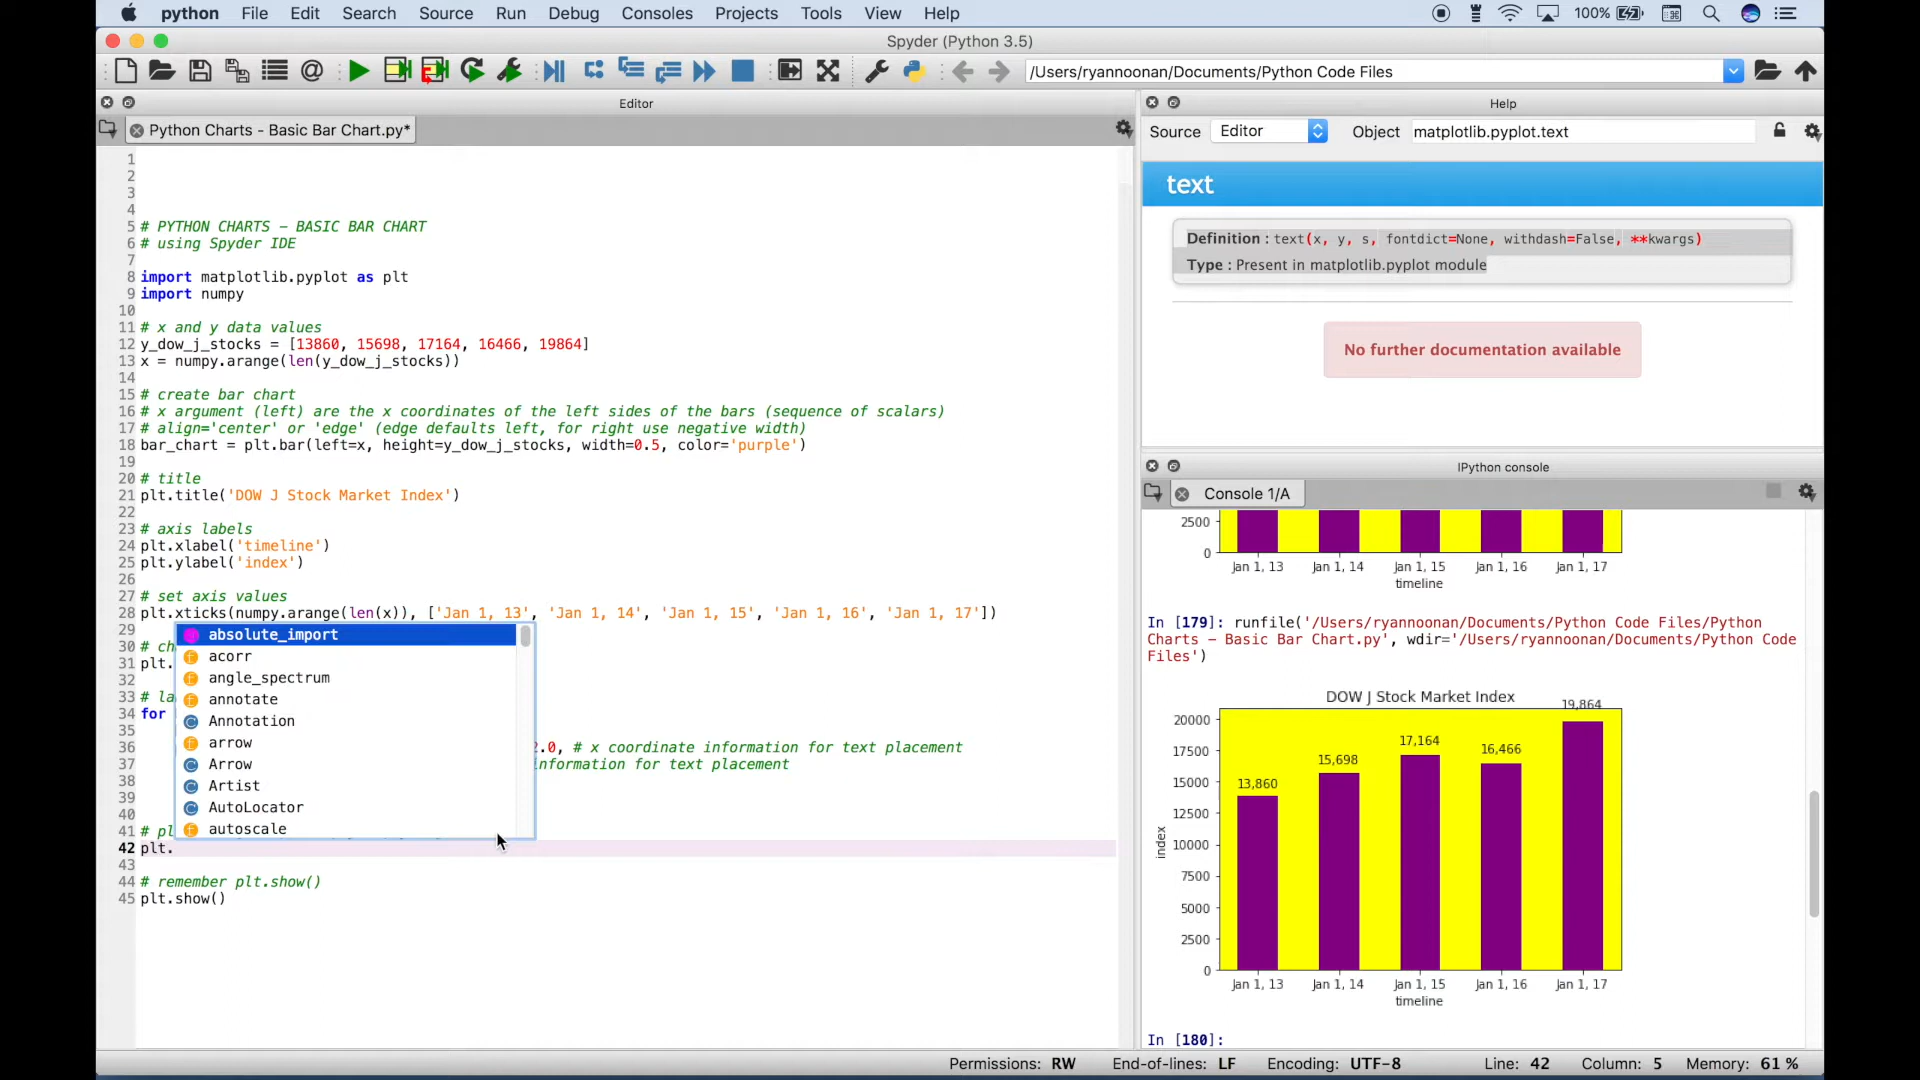 python File Edit Search Source Run Debug Consoles Projects Tools View Help 100%
Spyder (Python 3.5)
/Users/ryannoonan/Documents/Python Code Files
Editor
Python Charts - Basic Bar Chart.py*
1
2
3
4
5 # PYTHON CHARTS - BASIC BAR CHART
6 # using Spyder IDE
7
8 import matplotlib.pyplot as plt
9 import numpy
10
11 # x and y data values
12 y_dow_j_stocks = [13860, 15698, 17164, 16466, 19864]
13 x = numpy.arange(len(y_dow_j_stocks))
14
15 # create bar chart
16 # x argument (left) are the x coordinates of the left sides of the bars (sequence of scalars)
17 # align='center' or 'edge' (edge defaults left, for right use negative width)
18 bar_chart = plt.bar(left=x, height=y_dow_j_stocks, width=0.5, color='purple')
19
20 # title
21 plt.title('DOW J Stock Market Index')
22
23 # axis labels
24 plt.xlabel('timeline')
25 plt.ylabel('index')
26
27 # set axis values
28 plt.xticks(numpy.arange(len(x)), ['Jan 1, 13', 'Jan 1, 14', 'Jan 1, 15', 'Jan 1, 16', 'Jan 1, 17'])
29
30 # ch
31 plt.
32
33 # la
34 for
35
36 2.0, # x coordinate information for text placement
37 information for text placement
38
39
40
41 # pl
42 plt.
43
44 # remember plt.show()
45 plt.show()
absolute_import
acorr
angle_spectrum
annotate
Annotation
arrow
Arrow
Artist
AutoLocator
autoscale
Help
Source Editor Object matplotlib.pyplot.text
text
Definition : text(x, y, s, fontdict=None, withdash=False, **kwargs)
Type : Present in matplotlib.pyplot module
No further documentation available
IPython console
Console 1/A
2500
0
Jan 1, 13 Jan 1, 14 Jan 1, 15 Jan 1, 16 Jan 1, 17
timeline
In [179]: runfile('/Users/ryannoonan/Documents/Python Code Files/Python
Charts - Basic Bar Chart.py', wdir='/Users/ryannoonan/Documents/Python Code
Files')
DOW J Stock Market Index
19,864
20000
17,164
17500
16,466
15,698
15000
13,860
12500
index
10000
7500
5000
2500
0
Jan 1, 13 Jan 1, 14 Jan 1, 15 Jan 1, 16 Jan 1, 17
timeline
In [180]:
Permissions: RW End-of-lines: LF Encoding: UTF-8 Line: 42 Column: 5 Memory: 61 %